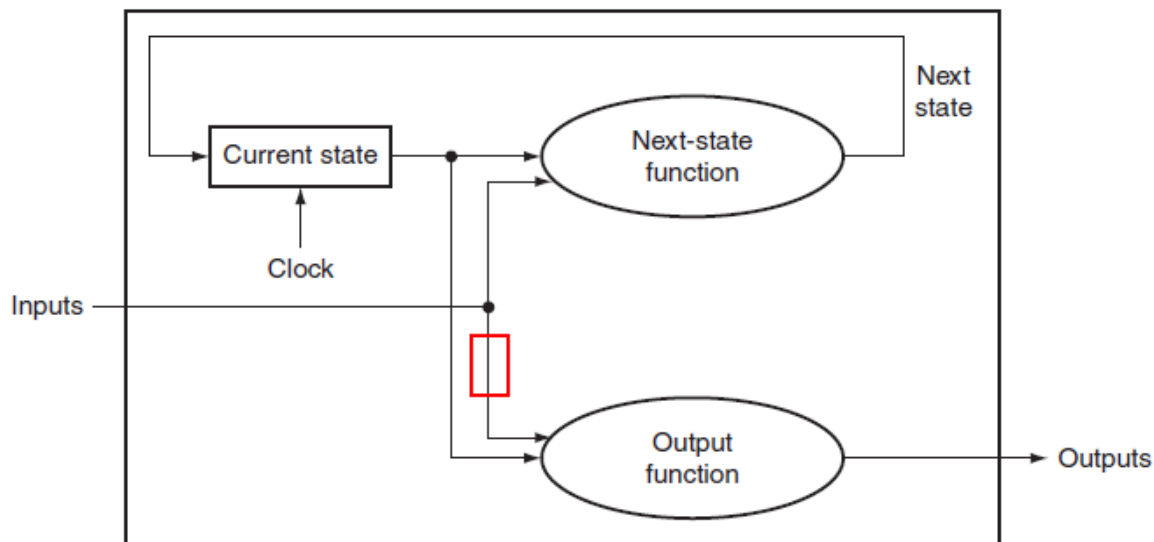 Next
state
Current state
Next-state
function
Clock
Inputs
Output
function
Outputs